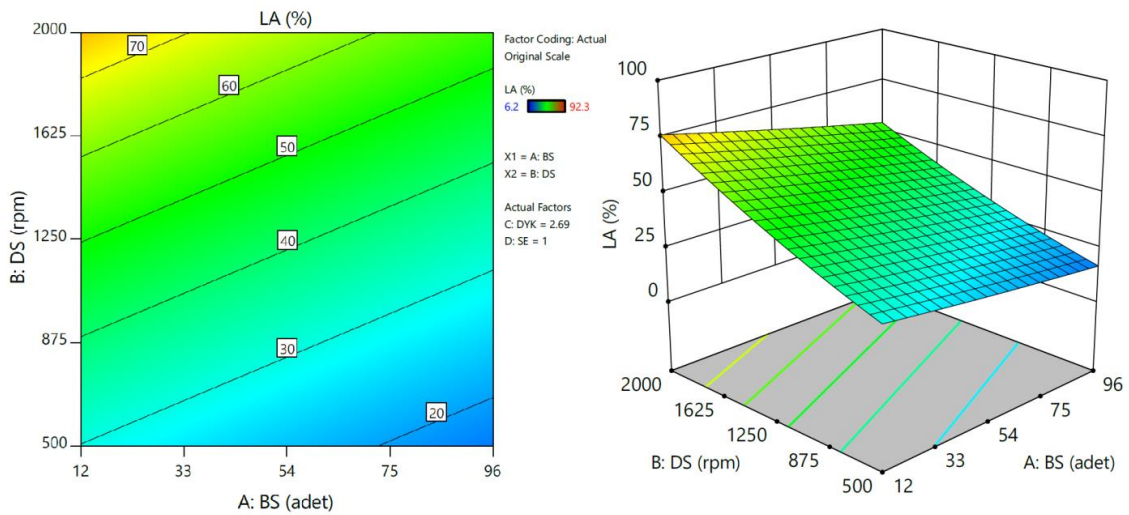 LA (%)
2000
1625
1250
875
500
B: DS (rpm)
70
60
50
40
30
20
12
33
54
75
96
A: BS (adet)
Factor Coding: Actual
Original Scale
LA (%)
6.2 92.3
X1 = A: BS
X2 = B: DS
Actual Factors
C: DYK = 2.69
D: SE = 1
100
75
50
25
0
LA (%)
2000
1625
1250
875
500
B: DS (rpm)
12
33
54
75
96
A: BS (adet)